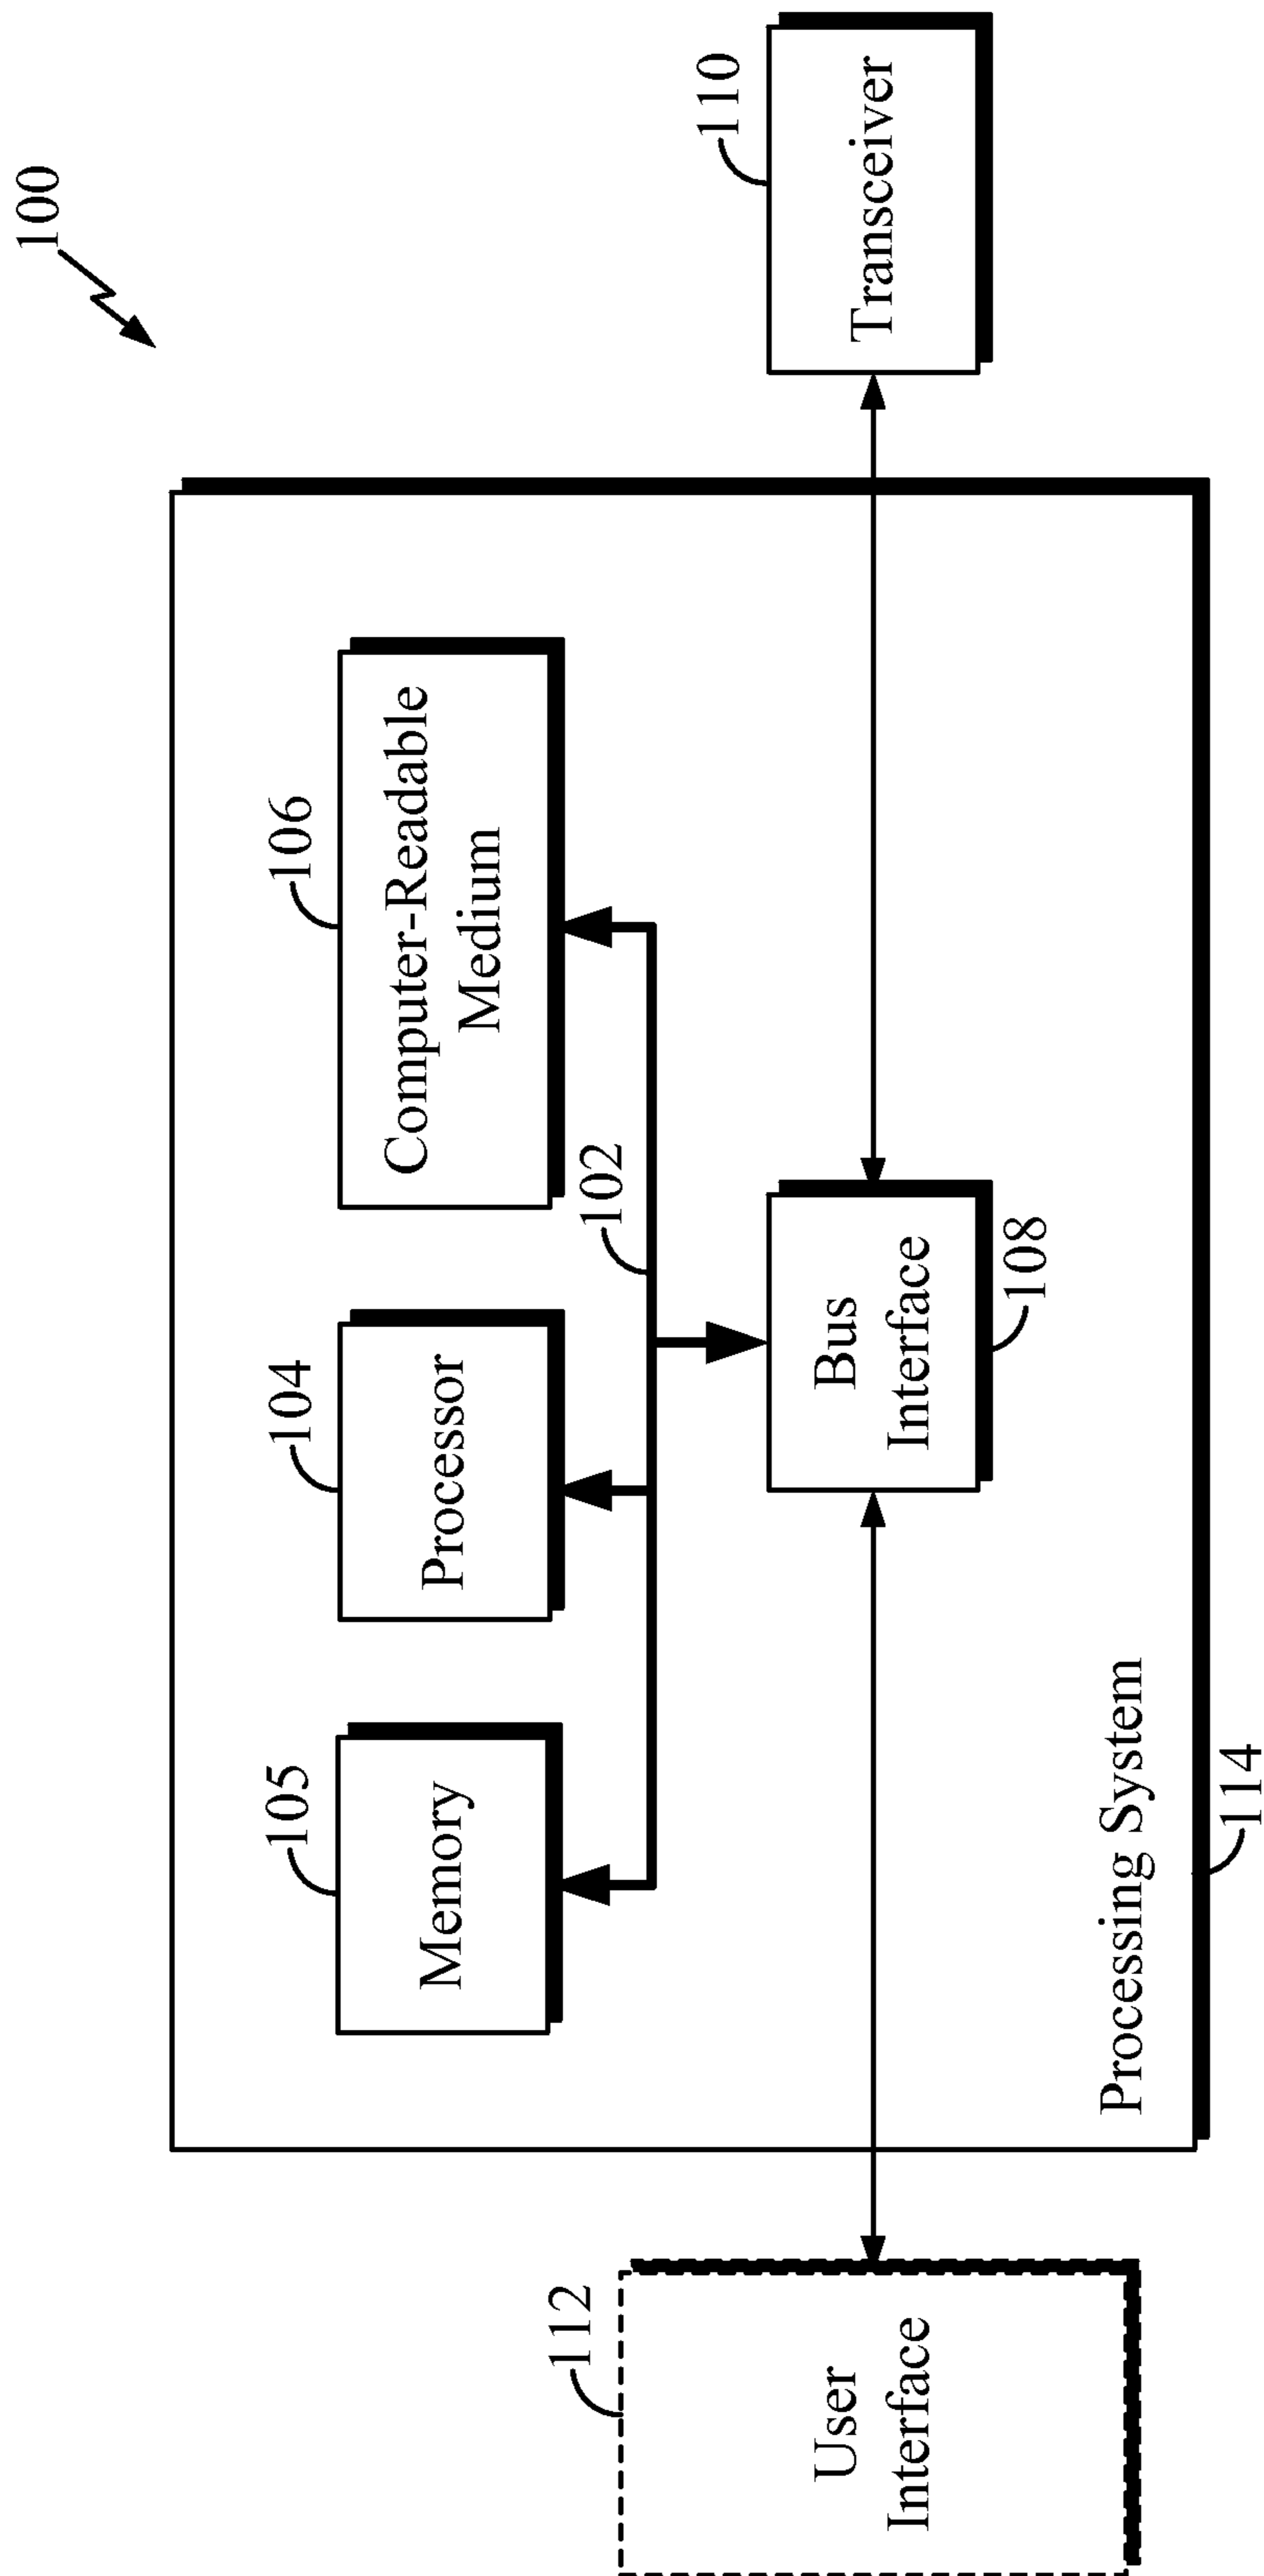 100
110
Transceiver
106
Computer-Readable
Medium
104
Processor
105
Memory
102
Bus
Interface
108
Processing System
114
112
User
Interface